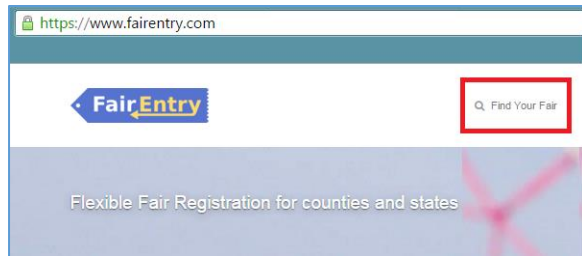 https://www.fairentry.com
FairEntry
Find Your Fair
Flexible Fair Registration for counties and states